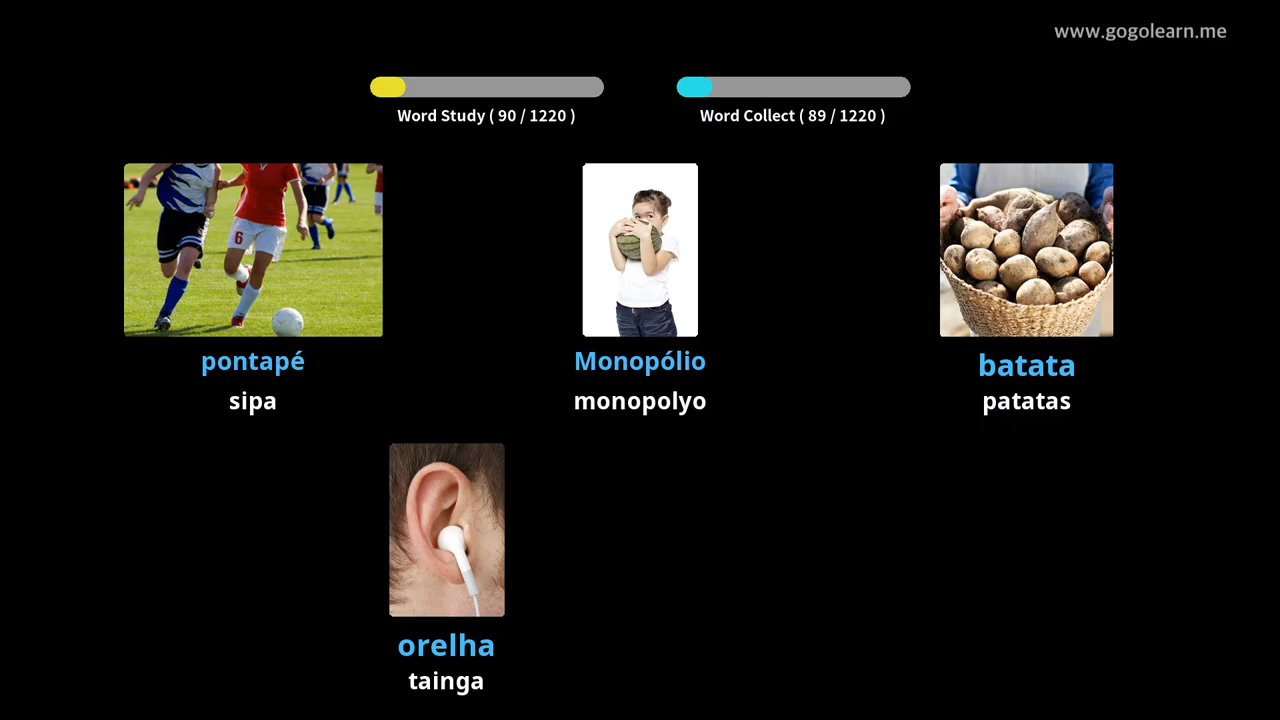 www.gogolearn.me
Word Study ( 90 / 1220 )
Word Collect ( 89 / 1220 )
6
pontapé
sipa
Monopólio
monopolyo
batata
patatas
orelha
tainga